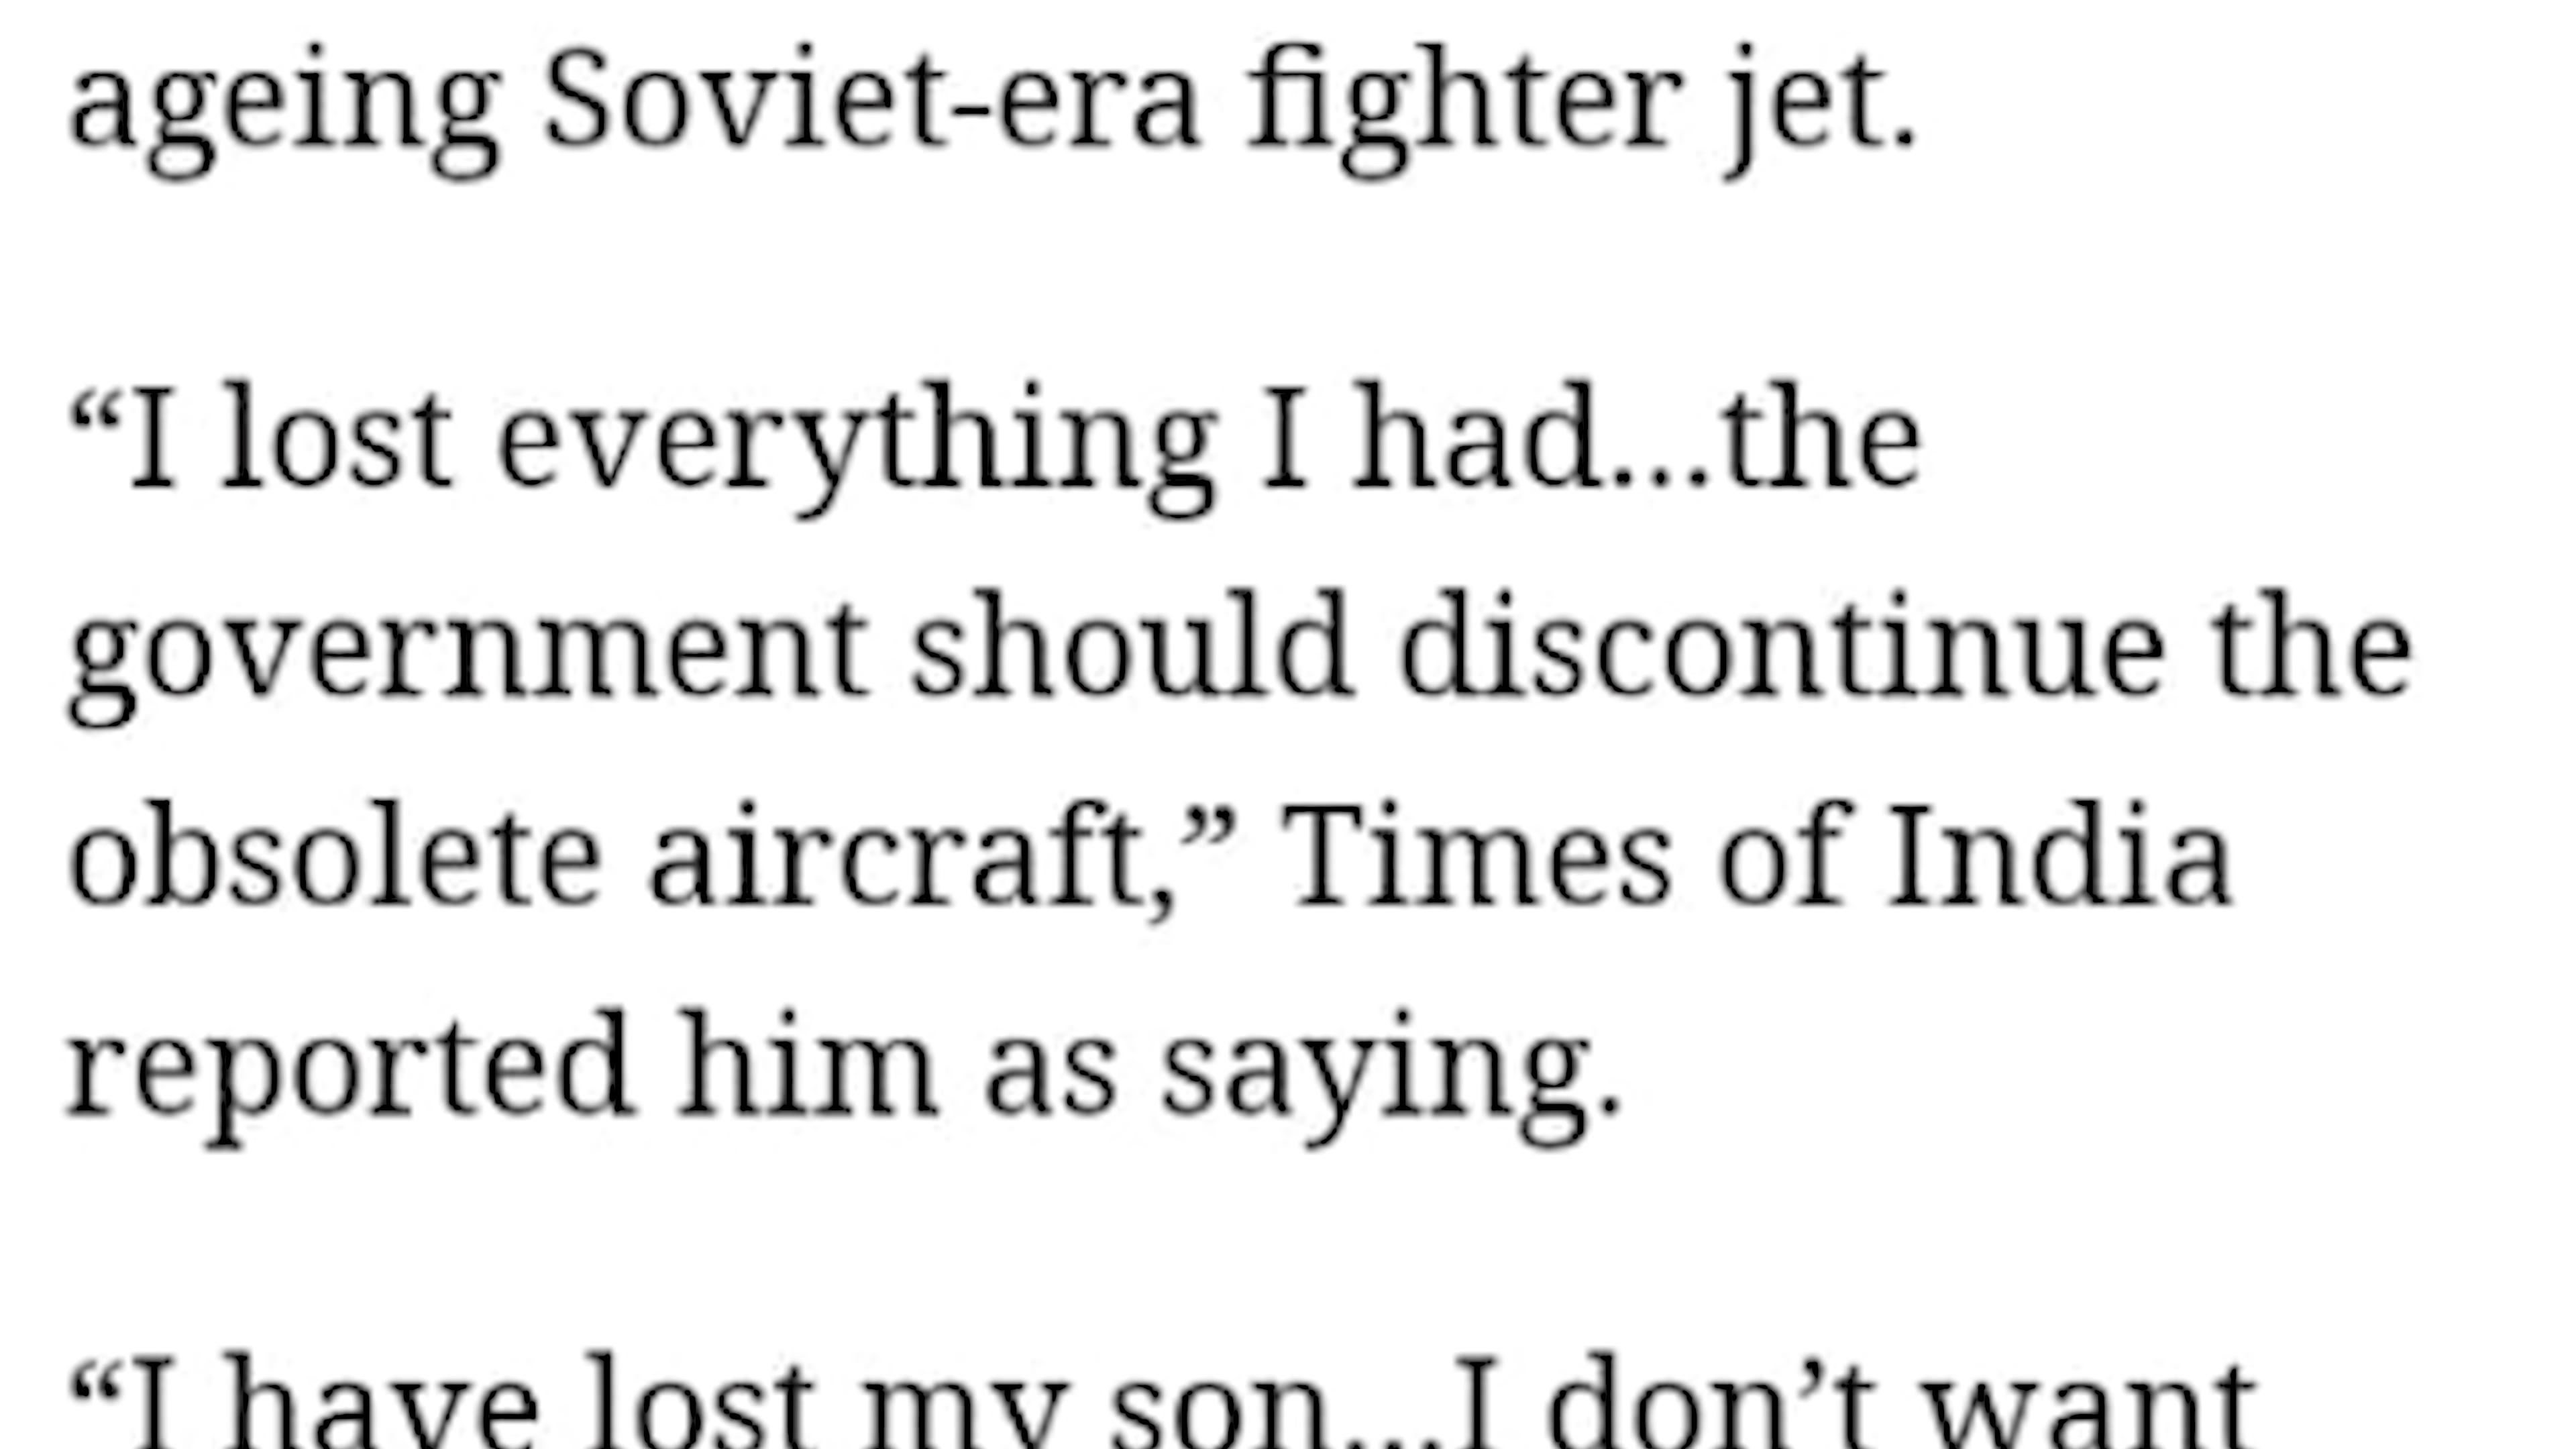 ageing Soviet-era fighter jet.
“I lost everything I had...the
government should discontinue the
obsolete aircraft,” Times of India
reported him as saying.
“I have lost my son...I don’t want